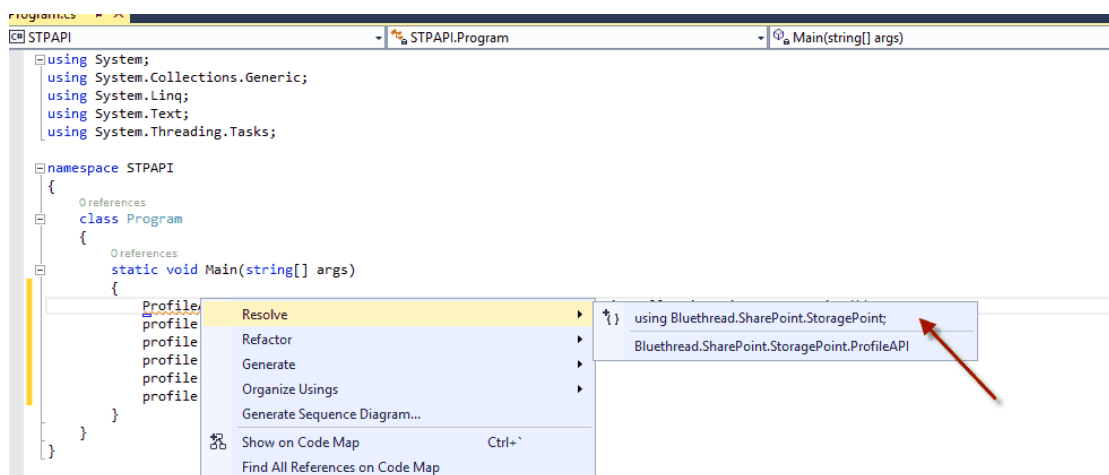 Program.cs
STPAPI STPAPI.Program Main(string[] args)
using System;
using System.Collections.Generic;
using System.Linq;
using System.Text;
using System.Threading.Tasks;
namespace STPAPI
{
0 references
class Program
{
0 references
static void Main(string[] args)
{
Profile
profile
profile
profile
profile
profile
}
}
}
Resolve
Refactor
Generate
Organize Usings
Generate Sequence Diagram...
Show on Code Map Ctrl+`
Find All References on Code Map
using Bluethread.SharePoint.StoragePoint;
Bluethread.SharePoint.StoragePoint.ProfileAPI